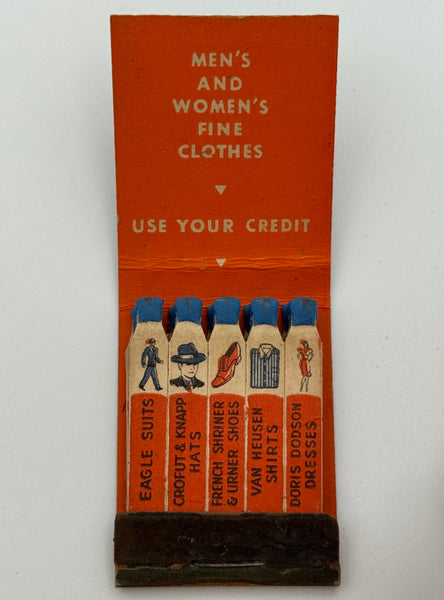 MEN'S
AND
WOMEN'S
FINE
CLOTHES
USE YOUR CREDIT
EAGLE SUITS
CROFUT & KNAPP
HATS
FRENCH SHRINER
& URNER SHOES
VAN HEUSEN
SHIRTS
DORIS DODSON
DRESSES